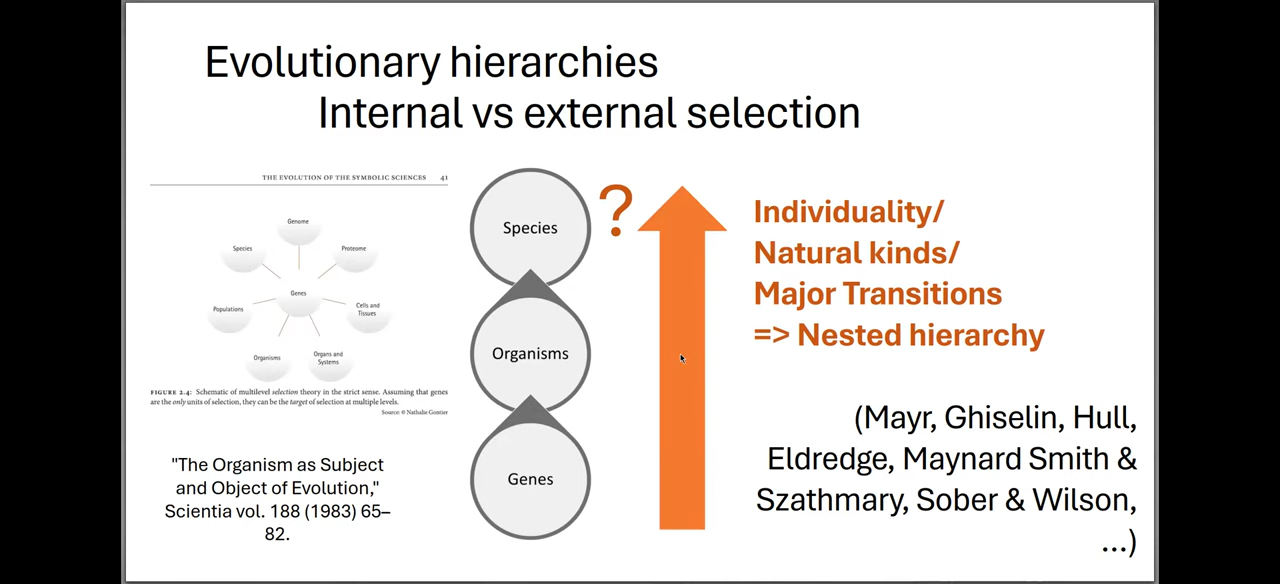 Evolutionary hierarchies
Internal vs external selection
THE EVOLUTION OF THE SYMBOLIC SCIENCES 41
Genome
Species
Proteome
Genes
Populations
Cells and
Tissues
Organisms
Organs and
Systems
FIGURE 2.4: Schematic of multilevel selection theory in the strict sense. Assuming that genes
are the only units of selection, they can be the target of selection at multiple levels.
Source: © Nathalie Gontier
"The Organism as Subject
and Object of Evolution,"
Scientia vol. 188 (1983) 65–
82.
Species
?
Organisms
Genes
Individuality/
Natural kinds/
Major Transitions
=> Nested hierarchy
(Mayr, Ghiselin, Hull,
Eldredge, Maynard Smith &
Szathmary, Sober & Wilson,
...)